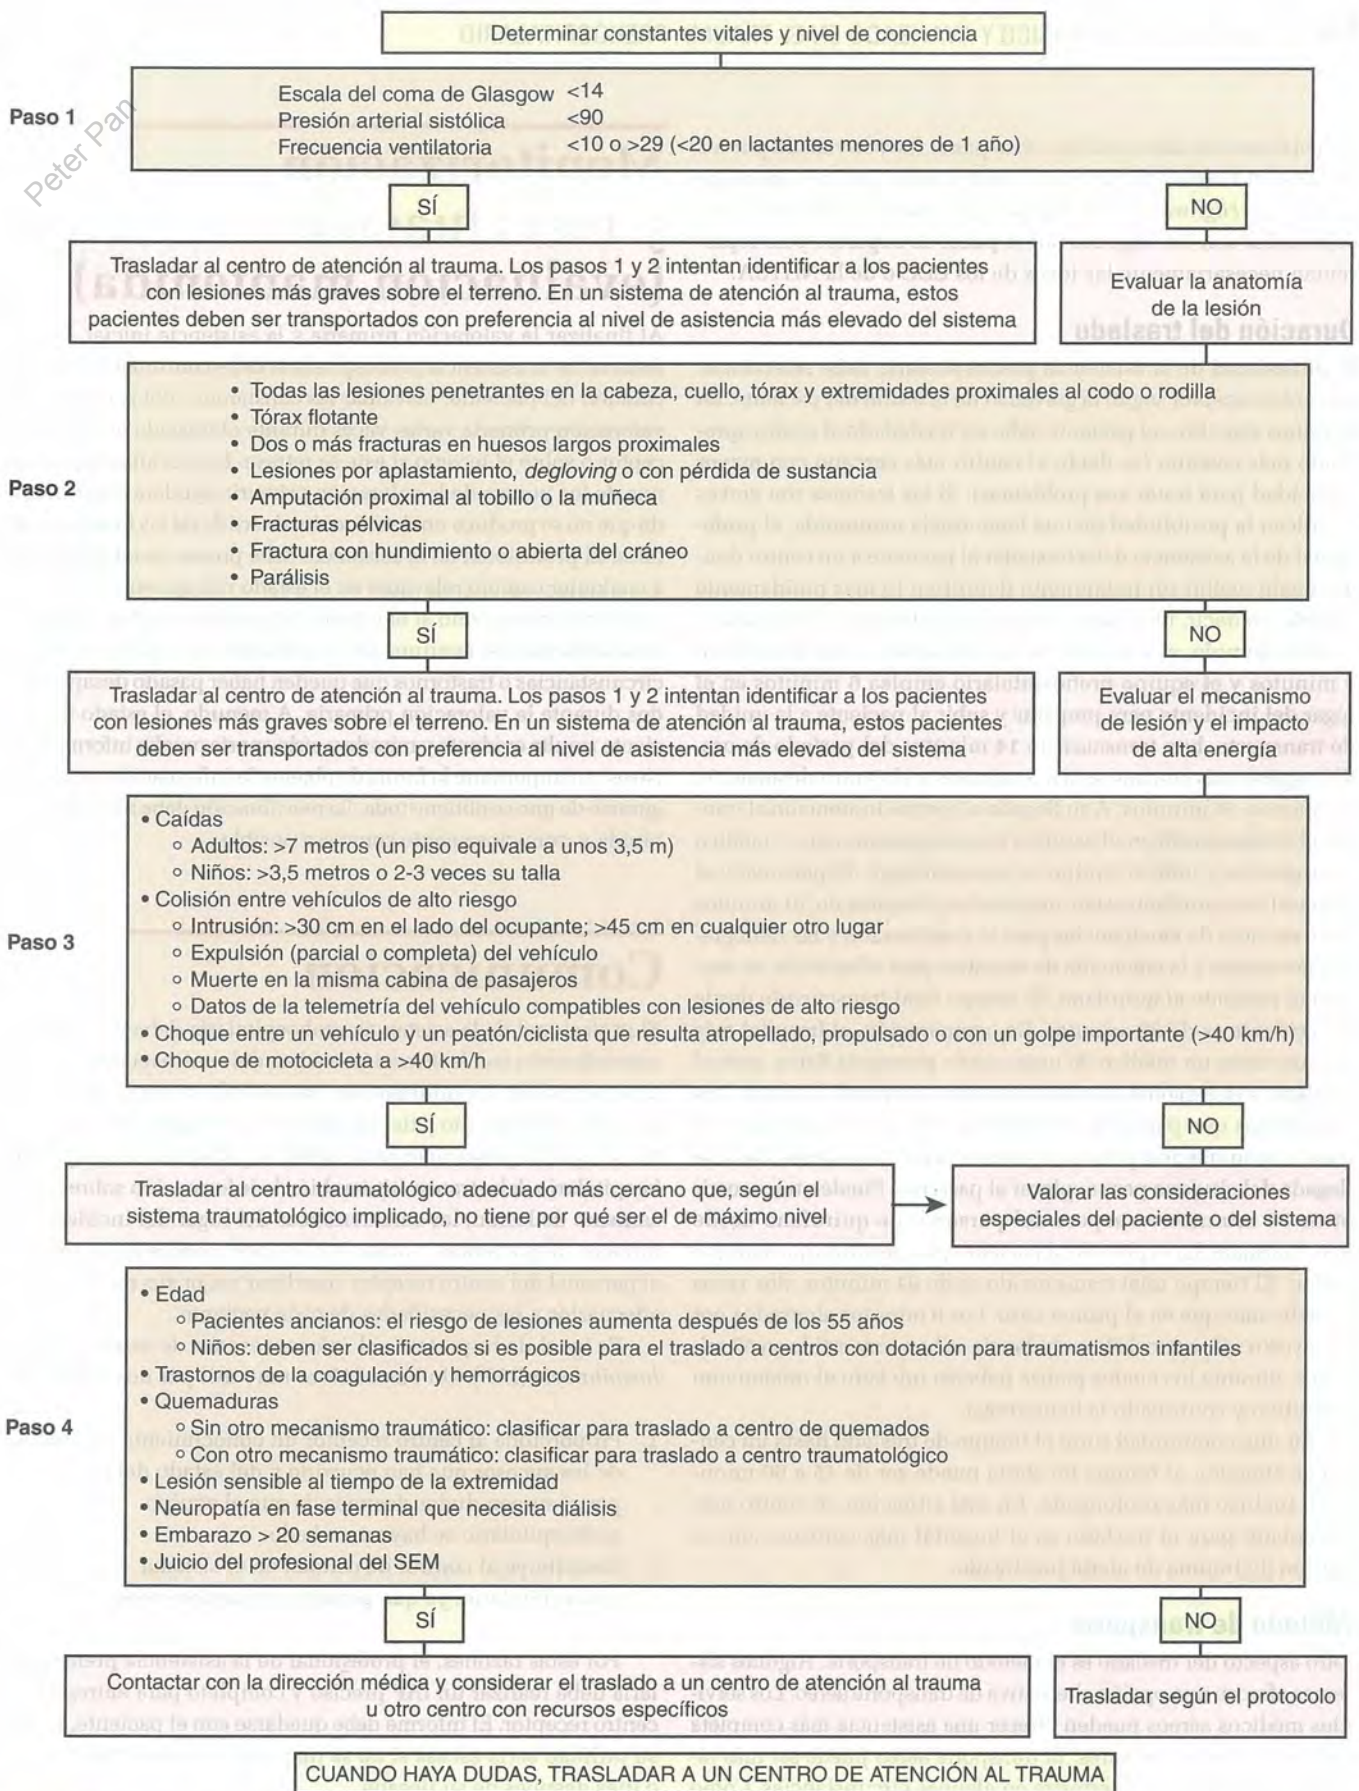 Determinar constantes vitales y nivel de conciencia
Paso 1
Escala del coma de Glasgow <14
Presión arterial sistólica <90
Frecuencia ventilatoria <10 o >29 (<20 en lactantes menores de 1 año)
Peter Pan
SÍ
NO
Trasladar al centro de atención al trauma. Los pasos 1 y 2 intentan identificar a los pacientes
con lesiones más graves sobre el terreno. En un sistema de atención al trauma, estos
pacientes deben ser transportados con preferencia al nivel de asistencia más elevado del sistema
Evaluar la anatomía
de la lesión
Paso 2
• Todas las lesiones penetrantes en la cabeza, cuello, tórax y extremidades proximales al codo o rodilla
• Tórax flotante
• Dos o más fracturas en huesos largos proximales
• Lesiones por aplastamiento, degloving o con pérdida de sustancia
• Amputación proximal al tobillo o la muñeca
• Fracturas pélvicas
• Fractura con hundimiento o abierta del cráneo
• Parálisis
SÍ
NO
Trasladar al centro de atención al trauma. Los pasos 1 y 2 intentan identificar a los pacientes
con lesiones más graves sobre el terreno. En un sistema de atención al trauma, estos pacientes
deben ser transportados con preferencia al nivel de asistencia más elevado del sistema
Evaluar el mecanismo
de lesión y el impacto
de alta energía
Paso 3
• Caídas
○ Adultos: >7 metros (un piso equivale a unos 3,5 m)
○ Niños: >3,5 metros o 2-3 veces su talla
• Colisión entre vehículos de alto riesgo
○ Intrusión: >30 cm en el lado del ocupante; >45 cm en cualquier otro lugar
○ Expulsión (parcial o completa) del vehículo
○ Muerte en la misma cabina de pasajeros
○ Datos de la telemetría del vehículo compatibles con lesiones de alto riesgo
• Choque entre un vehículo y un peatón/ciclista que resulta atropellado, propulsado o con un golpe importante (>40 km/h)
• Choque de motocicleta a >40 km/h
SÍ
NO
Trasladar al centro traumatológico adecuado más cercano que, según el
sistema traumatológico implicado, no tiene por qué ser el de máximo nivel
Valorar las consideraciones
especiales del paciente o del sistema
Paso 4
• Edad
○ Pacientes ancianos: el riesgo de lesiones aumenta después de los 55 años
○ Niños: deben ser clasificados si es posible para el traslado a centros con dotación para traumatismos infantiles
• Trastornos de la coagulación y hemorrágicos
• Quemaduras
○ Sin otro mecanismo traumático: clasificar para traslado a centro de quemados
○ Con otro mecanismo traumático: clasificar para traslado a centro traumatológico
• Lesión sensible al tiempo de la extremidad
• Neuropatía en fase terminal que necesita diálisis
• Embarazo > 20 semanas
• Juicio del profesional del SEM
SÍ
NO
Contactar con la dirección médica y considerar el traslado a un centro de atención al trauma
u otro centro con recursos específicos
Trasladar según el protocolo
CUANDO HAYA DUDAS, TRASLADAR A UN CENTRO DE ATENCIÓN AL TRAUMA